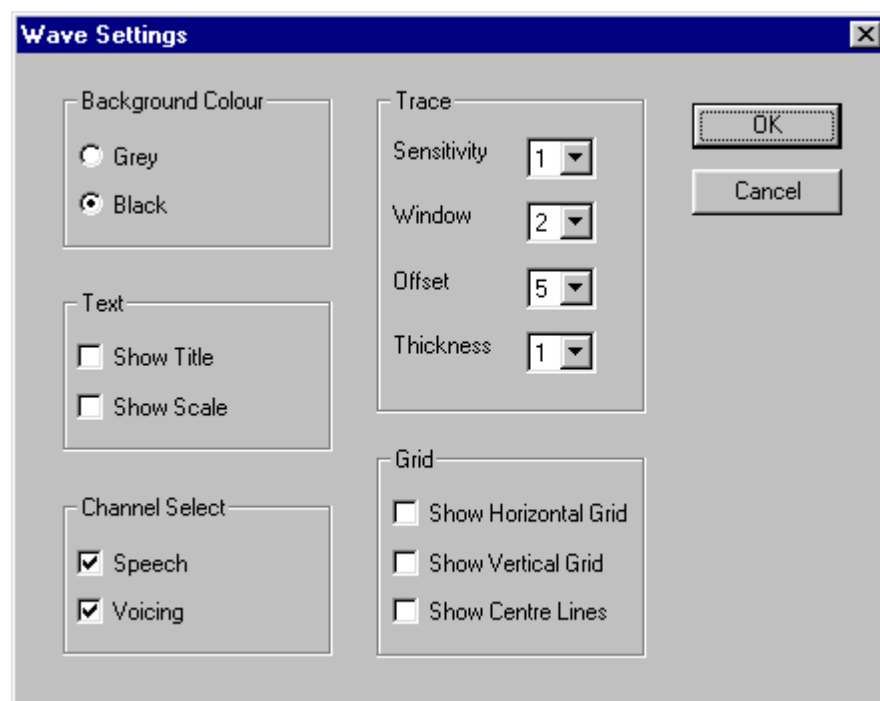 Wave Settings
Background Colour
Grey
Black
Text
Show Title
Show Scale
Channel Select
Speech
Voicing
Trace
Sensitivity 1
Window 2
Offset 5
Thickness 1
Grid
Show Horizontal Grid
Show Vertical Grid
Show Centre Lines
OK
Cancel